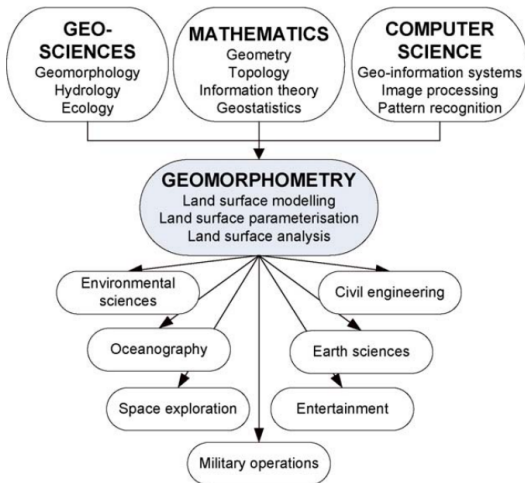 GEO-
SCIENCES
Geomorphology
Hydrology
Ecology
MATHEMATICS
Geometry
Topology
Information theory
Geostatistics
COMPUTER
SCIENCE
Geo-information systems
Image processing
Pattern recognition
GEOMORPHOMETRY
Land surface modelling
Land surface parameterisation
Land surface analysis
Environmental
sciences
Civil engineering
Oceanography
Earth sciences
Space exploration
Entertainment
Military operations